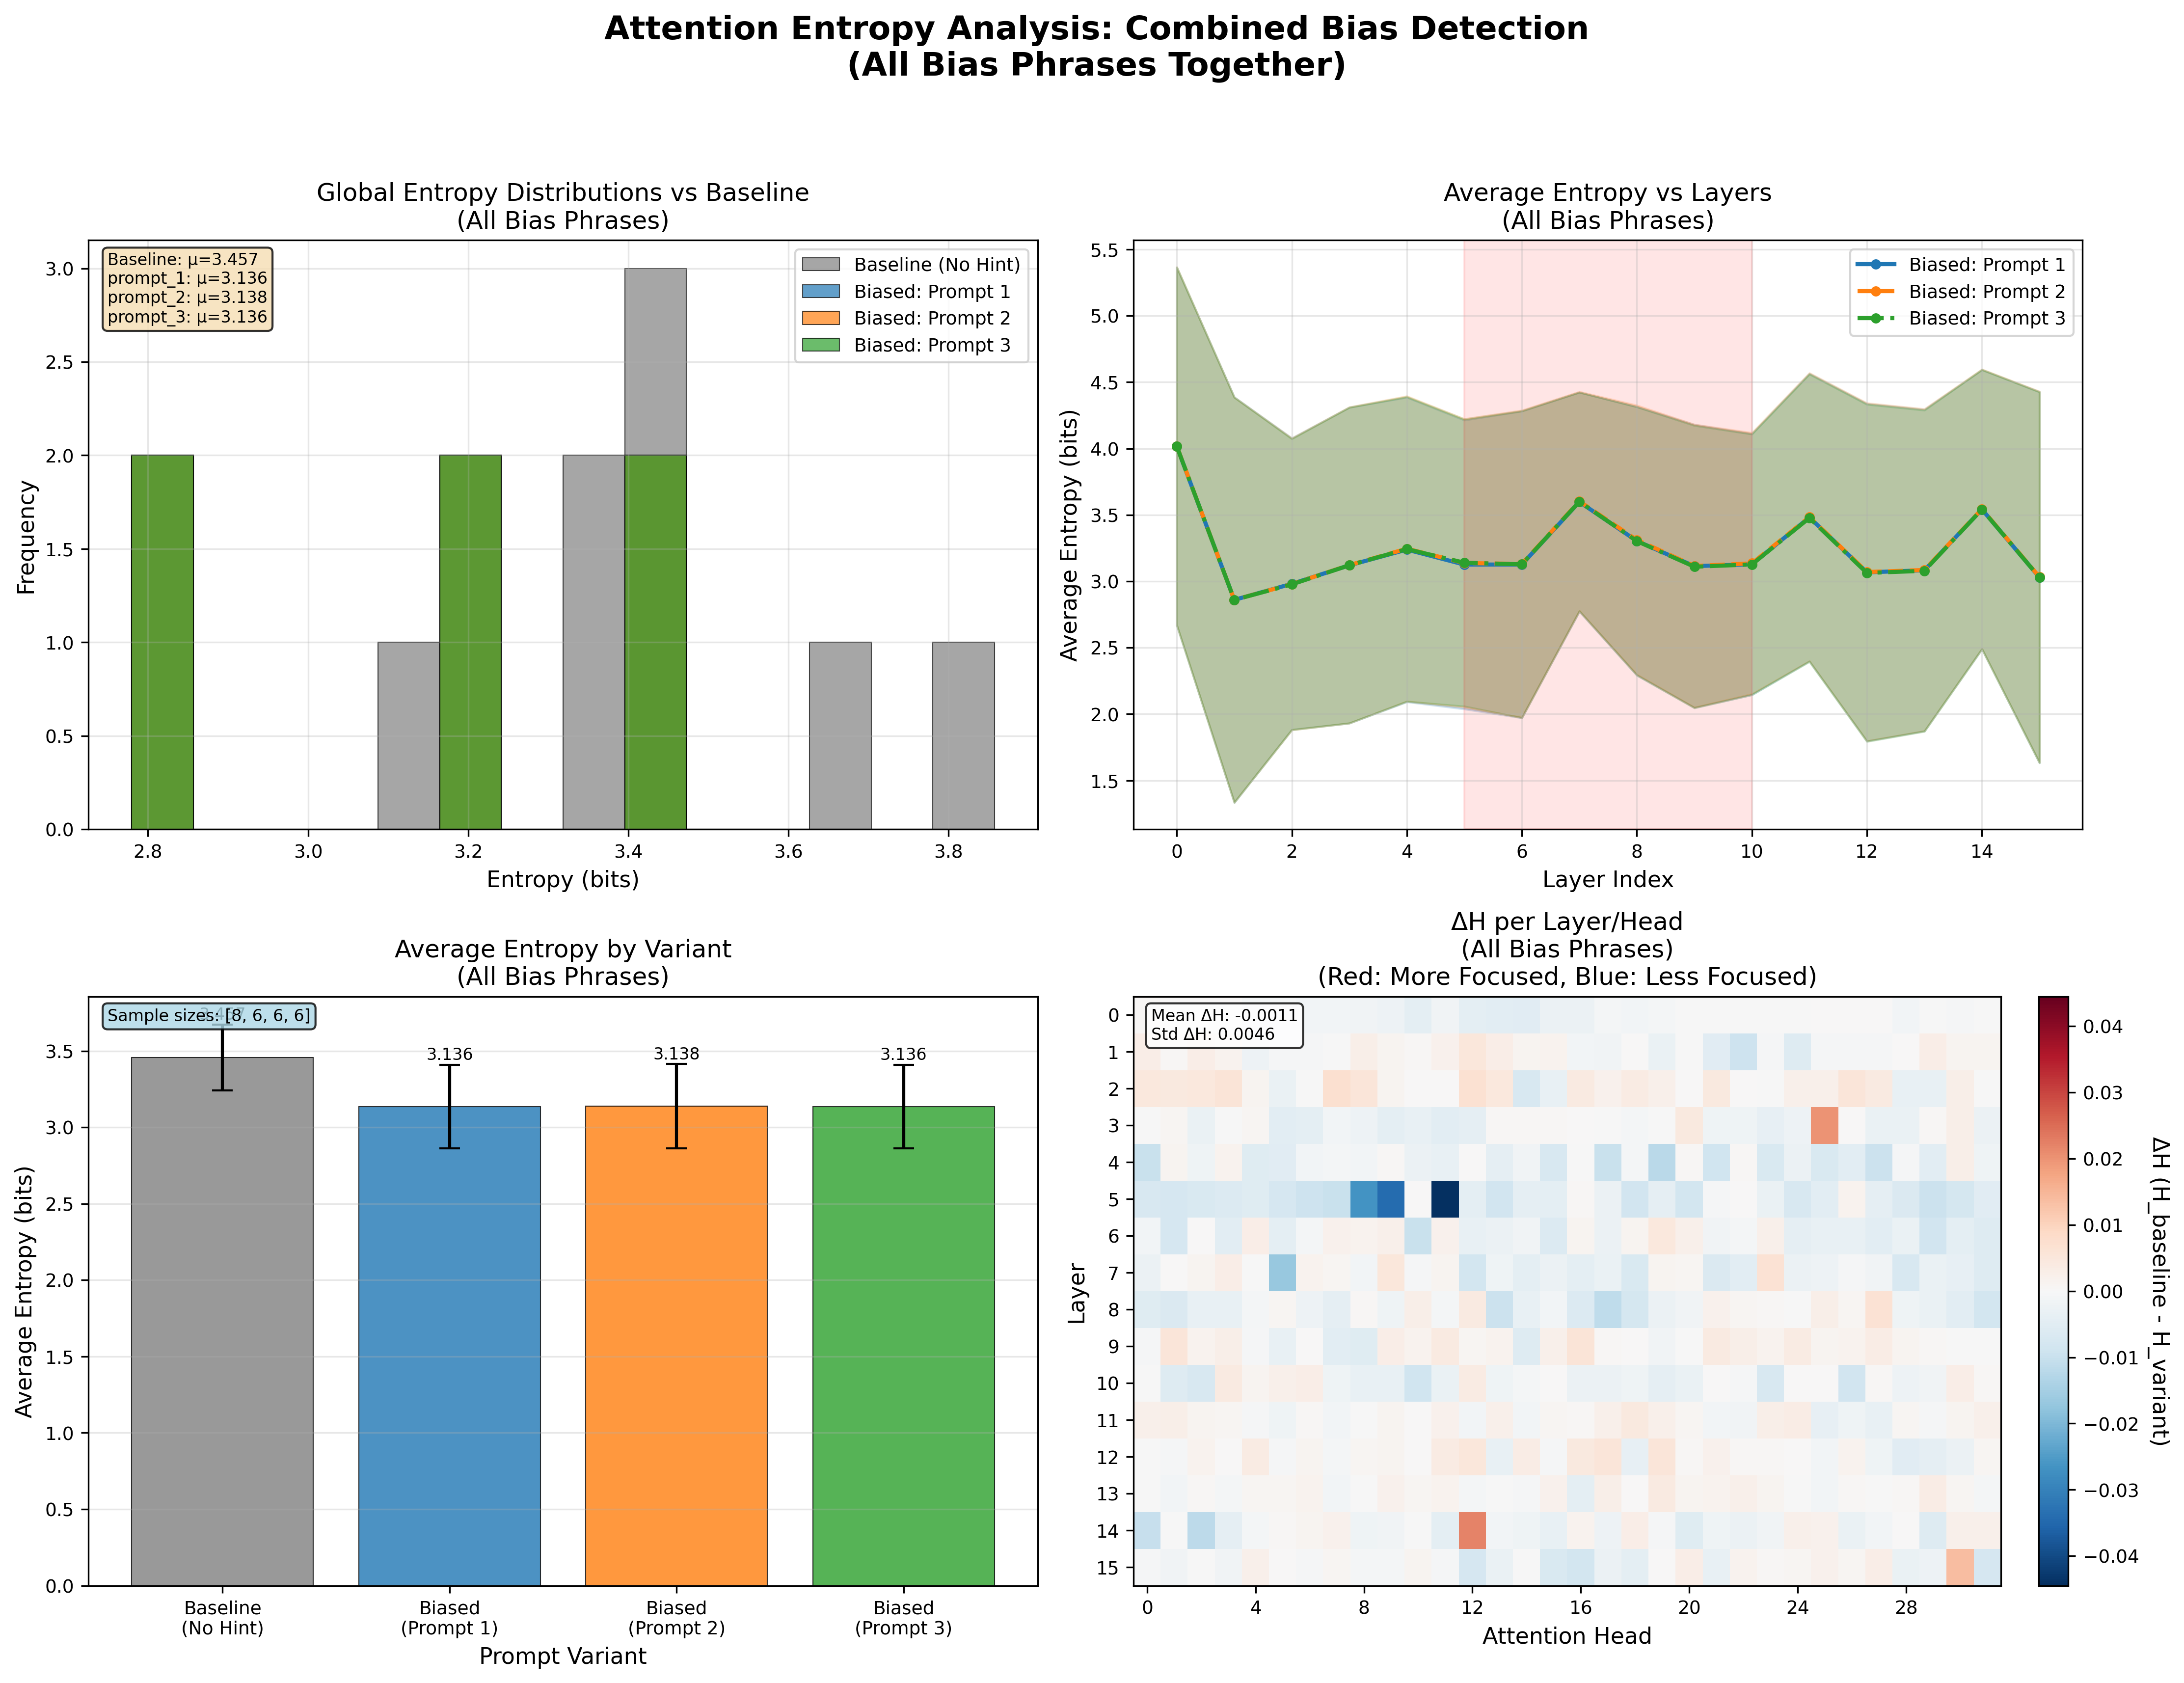 Attention Entropy Analysis: Combined Bias Detection
(All Bias Phrases Together)
Global Entropy Distributions vs Baseline
(All Bias Phrases)
Baseline: μ=3.457
prompt_1: μ=3.136
prompt_2: μ=3.138
prompt_3: μ=3.136
Baseline (No Hint)
Biased: Prompt 1
Biased: Prompt 2
Biased: Prompt 3
Frequency
3.0
2.5
2.0
1.5
1.0
0.5
0.0
2.8 3.0 3.2 3.4 3.6 3.8
Entropy (bits)
Average Entropy vs Layers
(All Bias Phrases)
Biased: Prompt 1
Biased: Prompt 2
Biased: Prompt 3
Average Entropy (bits)
5.5
5.0
4.5
4.0
3.5
3.0
2.5
2.0
1.5
0 2 4 6 8 10 12 14
Layer Index
Average Entropy by Variant
(All Bias Phrases)
Sample sizes: [8, 6, 6, 6]
3.136 3.138 3.136
Average Entropy (bits)
3.5
3.0
2.5
2.0
1.5
1.0
0.5
0.0
Baseline Biased Biased Biased
(No Hint) (Prompt 1) (Prompt 2) (Prompt 3)
Prompt Variant
ΔH per Layer/Head
(All Bias Phrases)
(Red: More Focused, Blue: Less Focused)
Mean ΔH: -0.0011
Std ΔH: 0.0046
Layer
0
1
2
3
4
5
6
7
8
9
10
11
12
13
14
15
0 4 8 12 16 20 24 28
Attention Head
0.04
0.03
0.02
0.01
0.00
−0.01
−0.02
−0.03
−0.04
ΔH (H_baseline - H_variant)